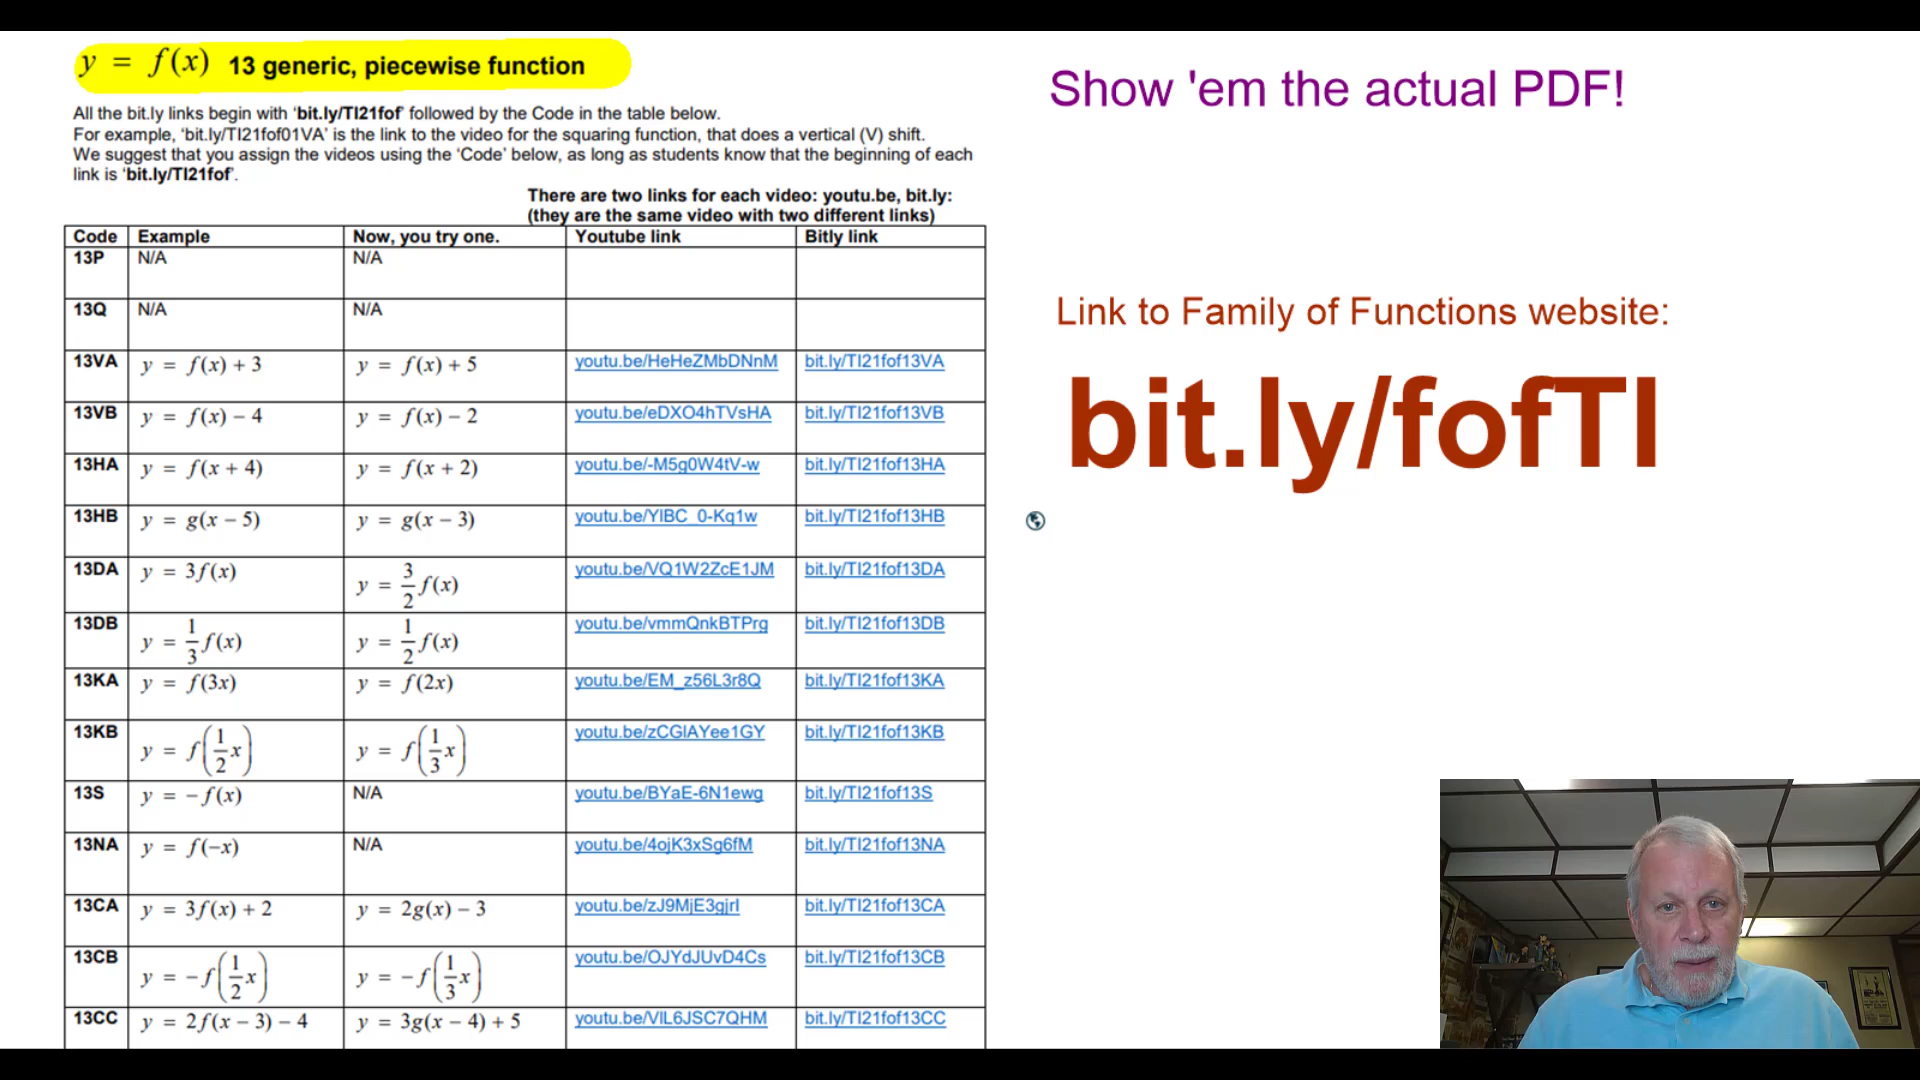 y = f(x) 13 generic, piecewise function
All the bit.ly links begin with ‘bit.ly/TI21fof’ followed by the Code in the table below.
For example, ‘bit.ly/TI21fof01VA’ is the link to the video for the squaring function, that does a vertical (V) shift.
We suggest that you assign the videos using the ‘Code’ below, as long as students know that the beginning of each
link is ‘bit.ly/TI21fof’.
There are two links for each video: youtu.be, bit.ly:
(they are the same video with two different links)
Code Example Now, you try one. Youtube link Bitly link
13P N/A N/A
13Q N/A N/A
13VA y = f(x) + 3 y = f(x) + 5 youtu.be/HeHeZMbDNnM bit.ly/TI21fof13VA
13VB y = f(x) − 4 y = f(x) − 2 youtu.be/eDXO4hTVsHA bit.ly/TI21fof13VB
13HA y = f(x + 4) y = f(x + 2) youtu.be/-M5g0W4tV-w bit.ly/TI21fof13HA
13HB y = g(x − 5) y = g(x − 3) youtu.be/YIBC_0-Kq1w bit.ly/TI21fof13HB
13DA y = 3f(x) y = 3/2 f(x) youtu.be/VQ1W2ZcE1JM bit.ly/TI21fof13DA
13DB y = 1/3 f(x) y = 1/2 f(x) youtu.be/vmmQnkBTPrg bit.ly/TI21fof13DB
13KA y = f(3x) y = f(2x) youtu.be/EM_z56L3r8Q bit.ly/TI21fof13KA
13KB y = f(1/2 x) y = f(1/3 x) youtu.be/zCGlAYee1GY bit.ly/TI21fof13KB
13S y = −f(x) N/A youtu.be/BYaE-6N1ewg bit.ly/TI21fof13S
13NA y = f(−x) N/A youtu.be/4ojK3xSg6fM bit.ly/TI21fof13NA
13CA y = 3f(x) + 2 y = 2g(x) − 3 youtu.be/zJ9MjE3gjrI bit.ly/TI21fof13CA
13CB y = −f(1/2 x) y = −f(1/3 x) youtu.be/OJYdJUvD4Cs bit.ly/TI21fof13CB
13CC y = 2f(x − 3) − 4 y = 3g(x − 4) + 5 youtu.be/VIL6JSC7QHM bit.ly/TI21fof13CC
Show 'em the actual PDF!
Link to Family of Functions website:
bit.ly/fofTI